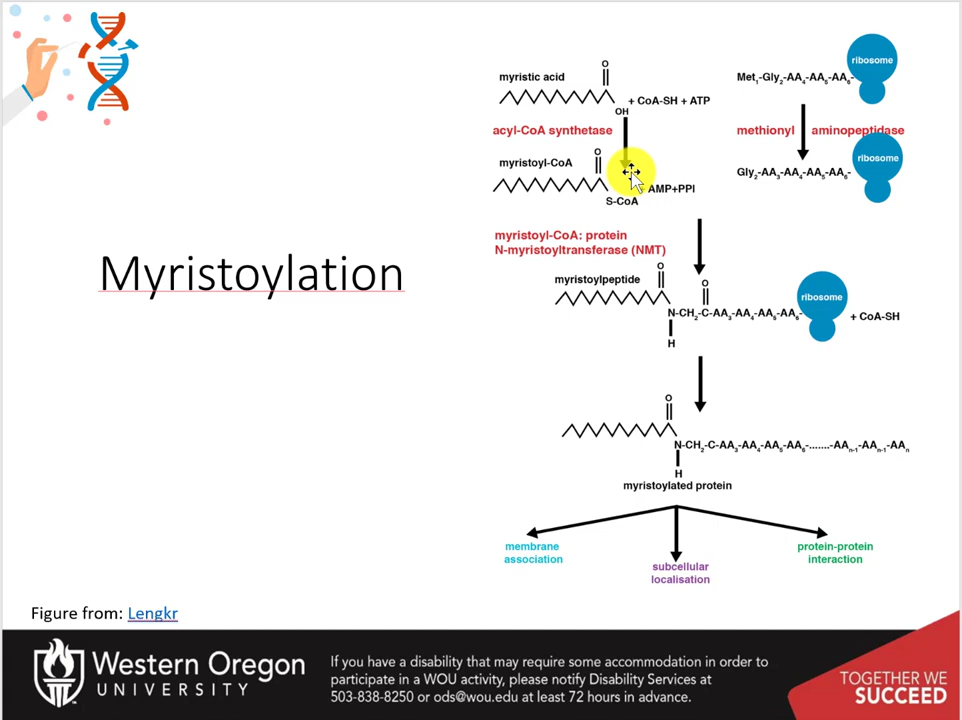 Myristoylation
myristic acid
O
OH
+ CoA-SH + ATP
acyl-CoA synthetase
myristoyl-CoA
O
S-CoA
AMP+PPI
Met1-Gly2-AA4-AA5-AA6-
ribosome
methionyl aminopeptidase
Gly2-AA3-AA4-AA5-AA6-
ribosome
myristoyl-CoA: protein
N-myristoyltransferase (NMT)
myristoylpeptide
O
O
N-CH2-C-AA3-AA4-AA5-AA6-
H
ribosome
+ CoA-SH
O
N-CH2-C-AA3-AA4-AA5-AA6-.......-AAn-1-AAn-1-AAn
H
myristoylated protein
membrane
association
subcellular
localisation
protein-protein
interaction
Figure from: Lengkr
Western Oregon
UNIVERSITY
If you have a disability that may require some accommodation in order to
participate in a WOU activity, please notify Disability Services at
503-838-8250 or ods@wou.edu at least 72 hours in advance.
TOGETHER WE
SUCCEED